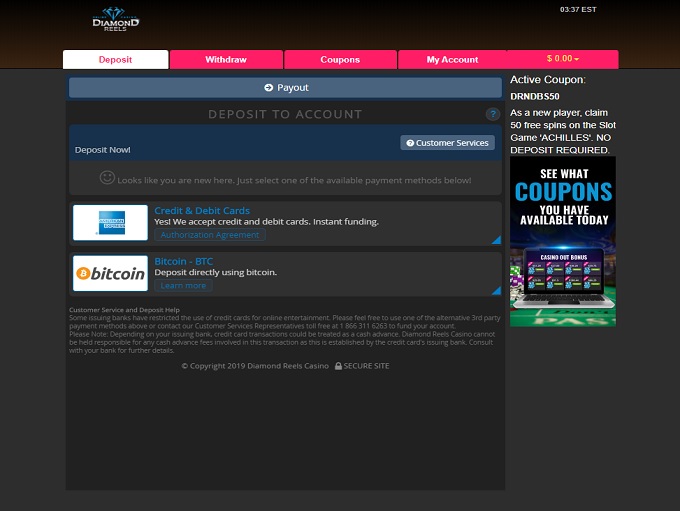 03:37 EST
DIAMOND
REELS
Deposit
Withdraw
Coupons
My Account
$ 0.00
Payout
DEPOSIT TO ACCOUNT
?
Deposit Now!
Customer Services
Looks like you are new here. Just select one of the available payment methods below!
Credit & Debit Cards
Yes! We accept credit and debit cards. Instant funding.
Authorization Agreement
bitcoin
Bitcoin - BTC
Deposit directly using bitcoin.
Learn more
Customer Service and Deposit Help
Some issuing banks have restricted the use of credit cards for online entertainment. Please feel free to use one of the alternative 3rd party
payment methods above or contact our Customer Services Representatives toll free at 1 866 311 6263 to fund your account.
Please Note: Depending on your issuing bank, credit card transactions could be treated as a cash advance. Diamond Reels Casino cannot
be held responsible for any cash advance fees involved in this transaction as this is established by the credit card's issuing bank. Consult
with your bank for further details.
© Copyright 2019 Diamond Reels Casino SECURE SITE
Active Coupon:
DRNDBS50
As a new player, claim
50 free spins on the Slot
Game 'ACHILLES'. NO
DEPOSIT REQUIRED.
SEE WHAT
COUPONS
YOU HAVE
AVAILABLE TODAY
CASINO OUT BONUS
PAS